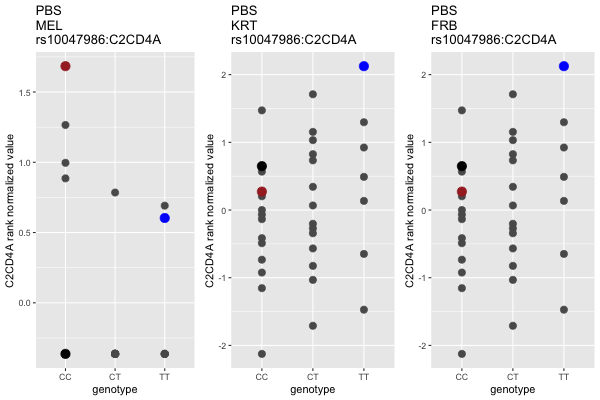 PBS
MEL
rs10047986:C2CD4A
C2CD4A rank normalized value
1.5
1.0
0.5
0.0
CC CT TT
genotype
PBS
KRT
rs10047986:C2CD4A
C2CD4A rank normalized value
2
1
0
-1
-2
CC CT TT
genotype
PBS
FRB
rs10047986:C2CD4A
C2CD4A rank normalized value
2
1
0
-1
-2
CC CT TT
genotype